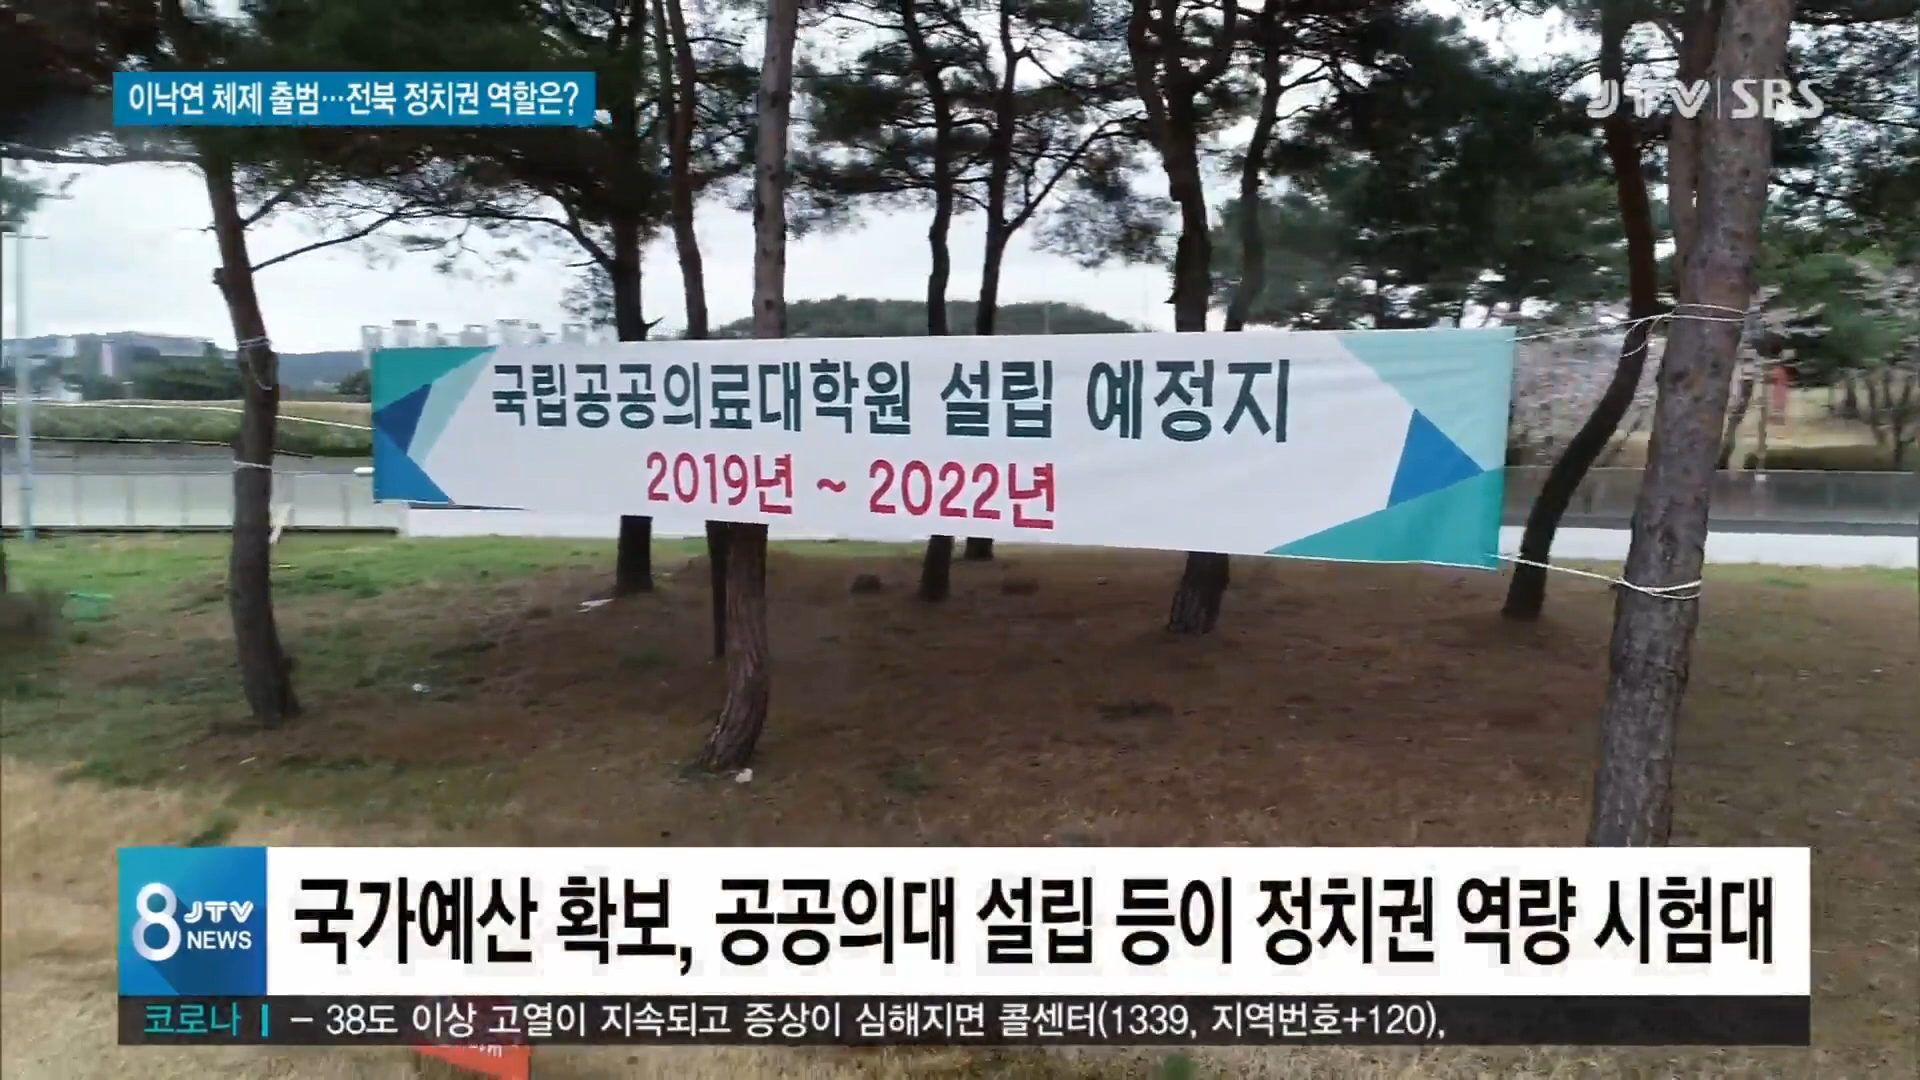 이낙연 체제 출범…전북 정치권 역할은?
JTV SBS
국립공공의료대학원 설립 예정지
2019년 ~ 2022년
8 JTV NEWS
국가예산 확보, 공공의대 설립 등이 정치권 역량 시험대
코로나 | - 38도 이상 고열이 지속되고 증상이 심해지면 콜센터(1339, 지역번호+120),